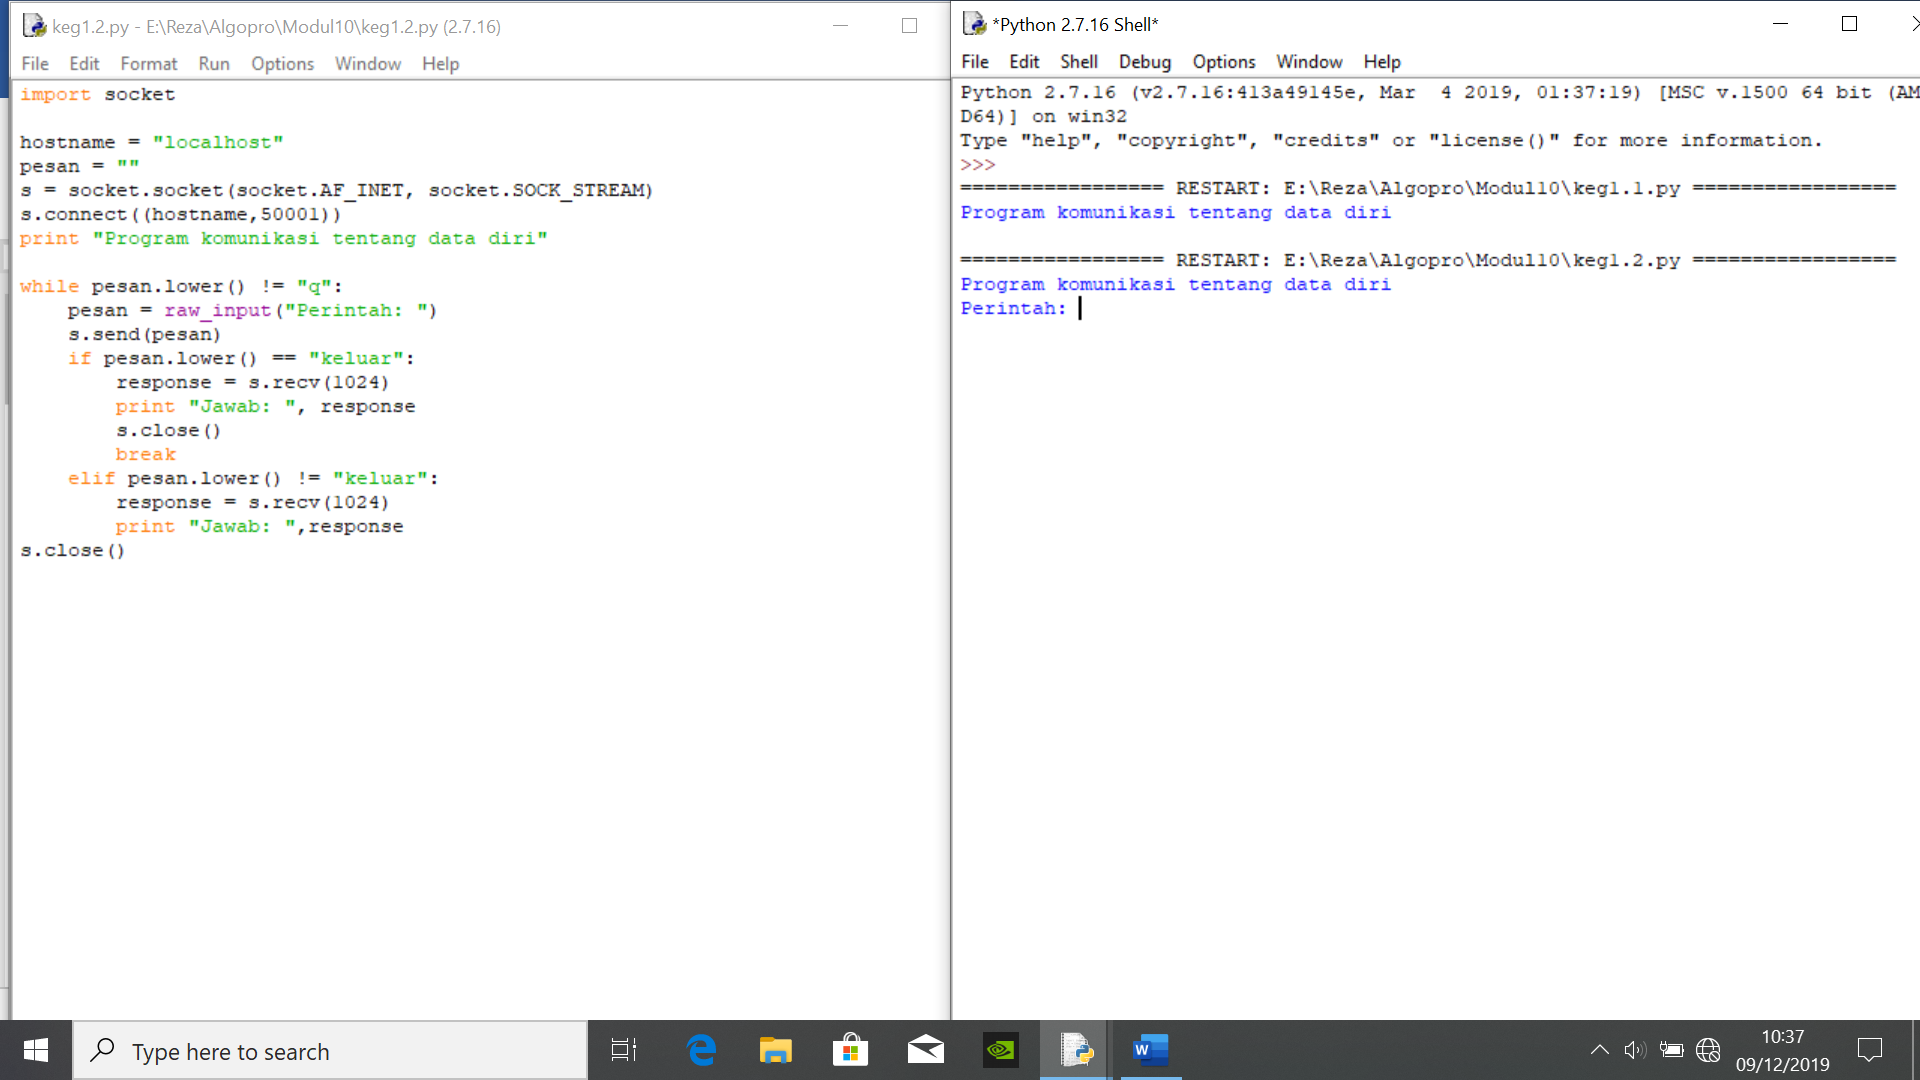 keg1.2.py - E:\Reza\Algopro\Modul10\keg1.2.py (2.7.16)
File Edit Format Run Options Window Help
import socket
hostname = "localhost"
pesan = ""
s = socket.socket(socket.AF_INET, socket.SOCK_STREAM)
s.connect((hostname,50001))
print "Program komunikasi tentang data diri"
while pesan.lower() != "q":
    pesan = raw_input("Perintah: ")
    s.send(pesan)
    if pesan.lower() == "keluar":
        response = s.recv(1024)
        print "Jawab: ", response
        s.close()
        break
    elif pesan.lower() != "keluar":
        response = s.recv(1024)
        print "Jawab: ",response
s.close()
*Python 2.7.16 Shell*
File Edit Shell Debug Options Window Help
Python 2.7.16 (v2.7.16:413a49145e, Mar  4 2019, 01:37:19) [MSC v.1500 64 bit (AM
D64)] on win32
Type "help", "copyright", "credits" or "license()" for more information.
>>>
================= RESTART: E:\Reza\Algopro\Modul10\keg1.1.py =================
Program komunikasi tentang data diri
================= RESTART: E:\Reza\Algopro\Modul10\keg1.2.py =================
Program komunikasi tentang data diri
Perintah:
Type here to search
10:37
09/12/2019